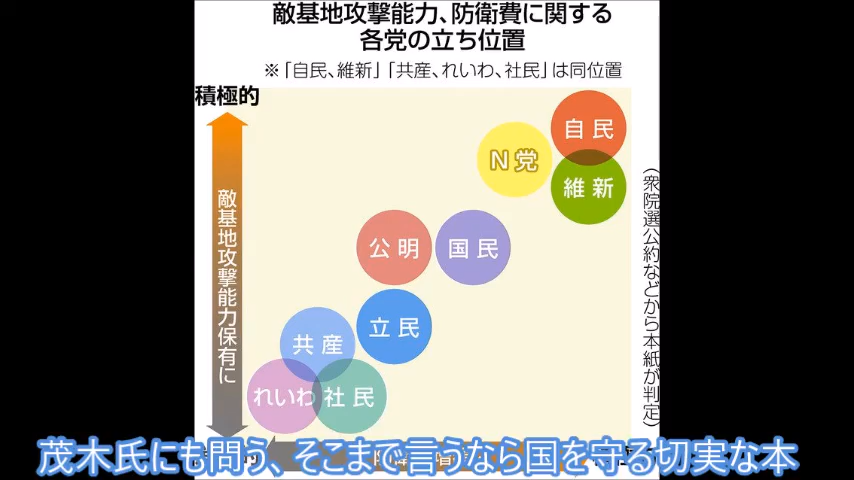 敵基地攻撃能力、防衛費に関する
各党の立ち位置
※「自民、維新」「共産、れいわ、社民」は同位置
積極的
敵基地攻撃能力保有に
自民
N党
維新
公明
国民
立民
共産
れいわ
社民
(衆院選公約などから本紙が判定)
茂木氏にも問う、そこまで言うなら国を守る切実な本